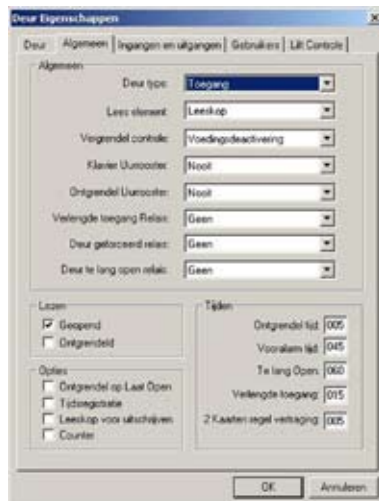 Deur Eigenschappen
Deur Algemeen Ingangen en uitgangen Gebruikers Lift Controle
Algemeen
Deur type: Toegang
Lees element: Leeskop
Vergrendel controle: Voedingsdeactivering
Klavier Uurrooster: Nooit
Ontgrendel Uurrooster: Nooit
Verlengde toegang Relais: Geen
Deur geforceerd relais: Geen
Deur te lang open relais: Geen
Lezen
Geopend
Ontgrendeld
Opties
Ontgrendel op Laat Open
Tijdsregistratie
Leeskop voor uitschrijven
Counter
Tijden
Ontgrendel tijd: 005
Vooralarm tijd: 045
Te lang Open: 060
Verlengde toegang: 015
2 Kaarten regel vertraging: 005
OK Annuleren